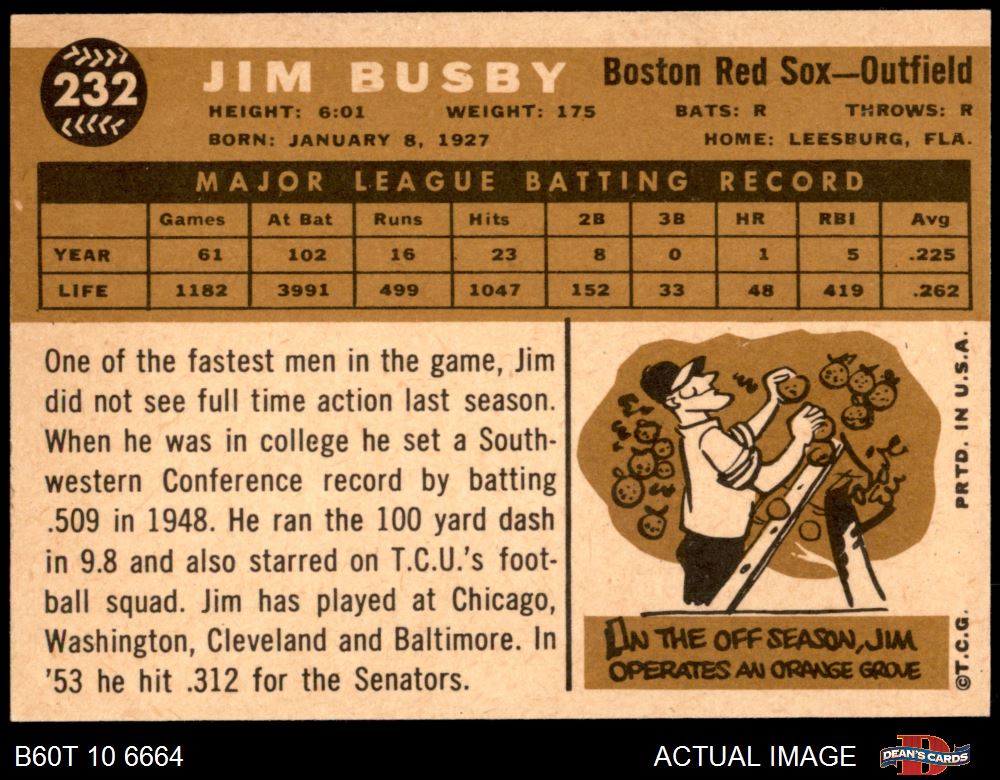 232
JIM BUSBY
Boston Red Sox—Outfield
HEIGHT: 6:01 WEIGHT: 175 BATS: R THROWS: R
BORN: JANUARY 8, 1927 HOME: LEESBURG, FLA.
MAJOR LEAGUE BATTING RECORD
Games At Bat Runs Hits 2B 3B HR RBI Avg
YEAR 61 102 16 23 8 0 1 5 .225
LIFE 1182 3991 499 1047 152 33 48 419 .262
One of the fastest men in the game, Jim
did not see full time action last season.
When he was in college he set a South-
western Conference record by batting
.509 in 1948. He ran the 100 yard dash
in 9.8 and also starred on T.C.U.'s foot-
ball squad. Jim has played at Chicago,
Washington, Cleveland and Baltimore. In
'53 he hit .312 for the Senators.
IN THE OFF SEASON, JIM
OPERATES AN ORANGE GROVE
©T.C.G. PRTD. IN U.S.A.
B60T 10 6664
ACTUAL IMAGE
DEAN'S CARDS